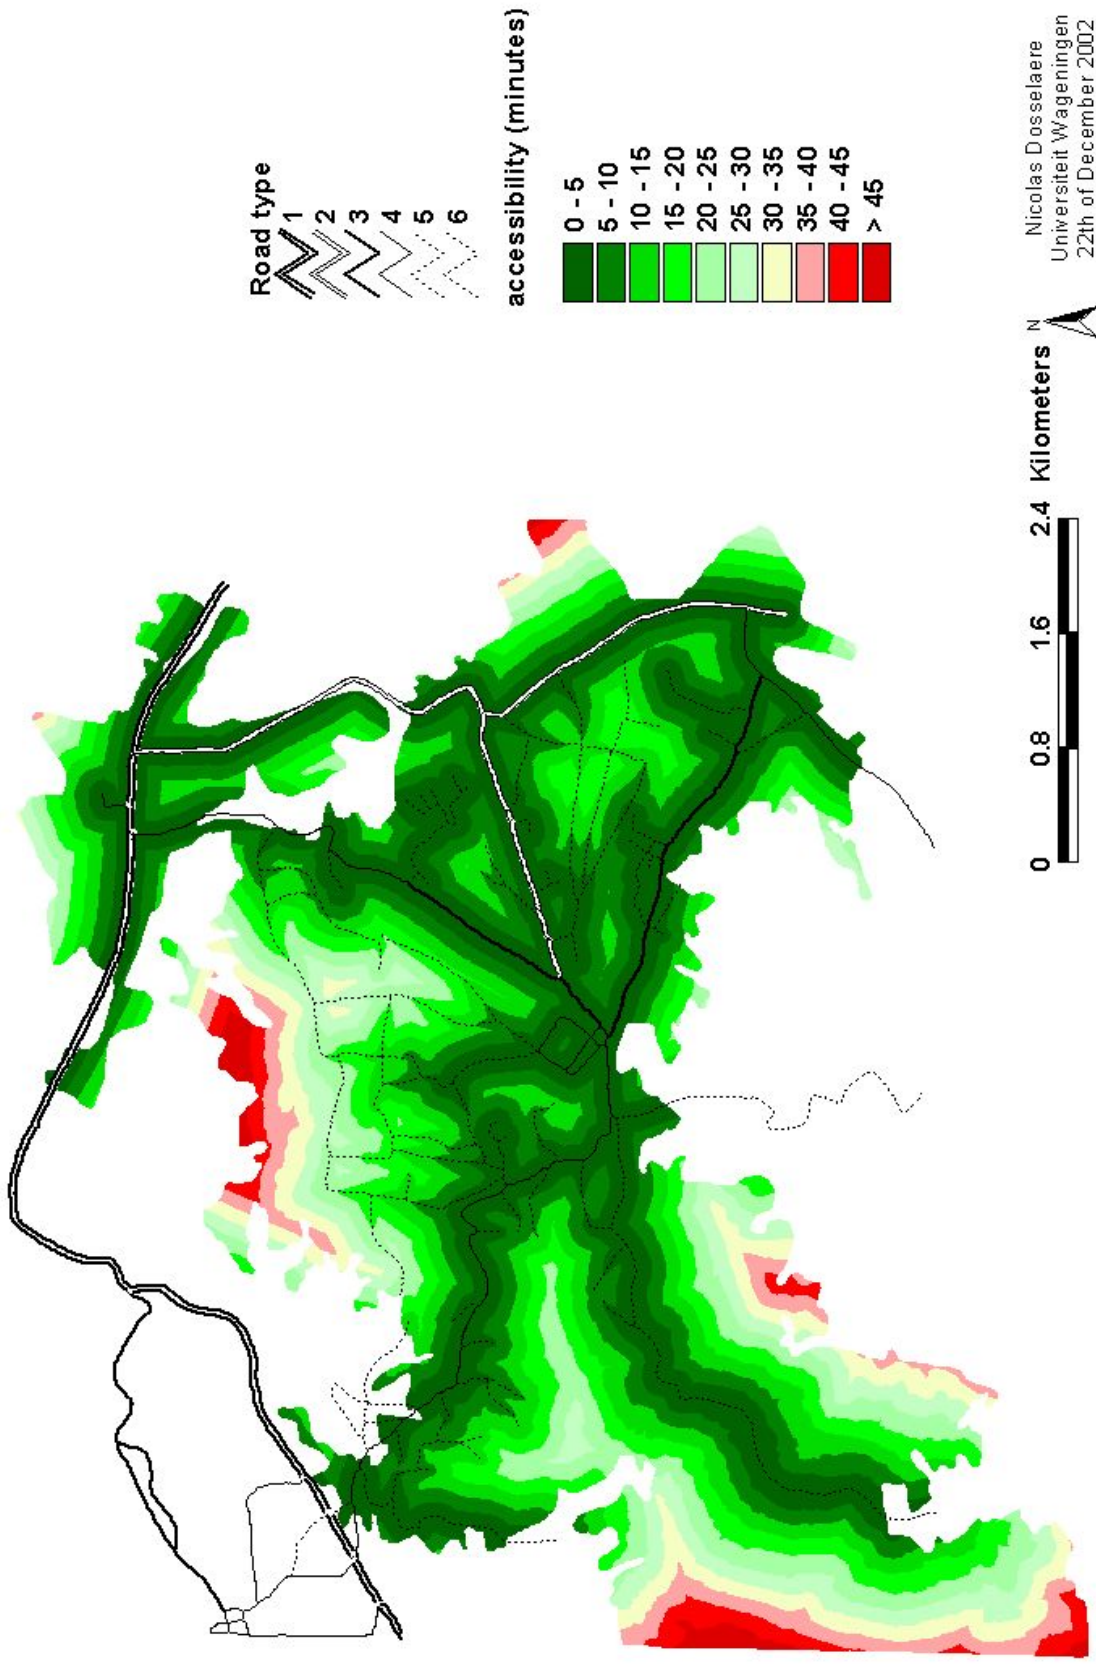 Road type
1
2
3
4
5
6
accessibility (minutes)
0 - 5
5 - 10
10 - 15
15 - 20
20 - 25
25 - 30
30 - 35
35 - 40
40 - 45
> 45
0 0.8 1.6 2.4 Kilometers
N
Nicolas Dosselaere
Universiteit Wageningen
22th of December 2002